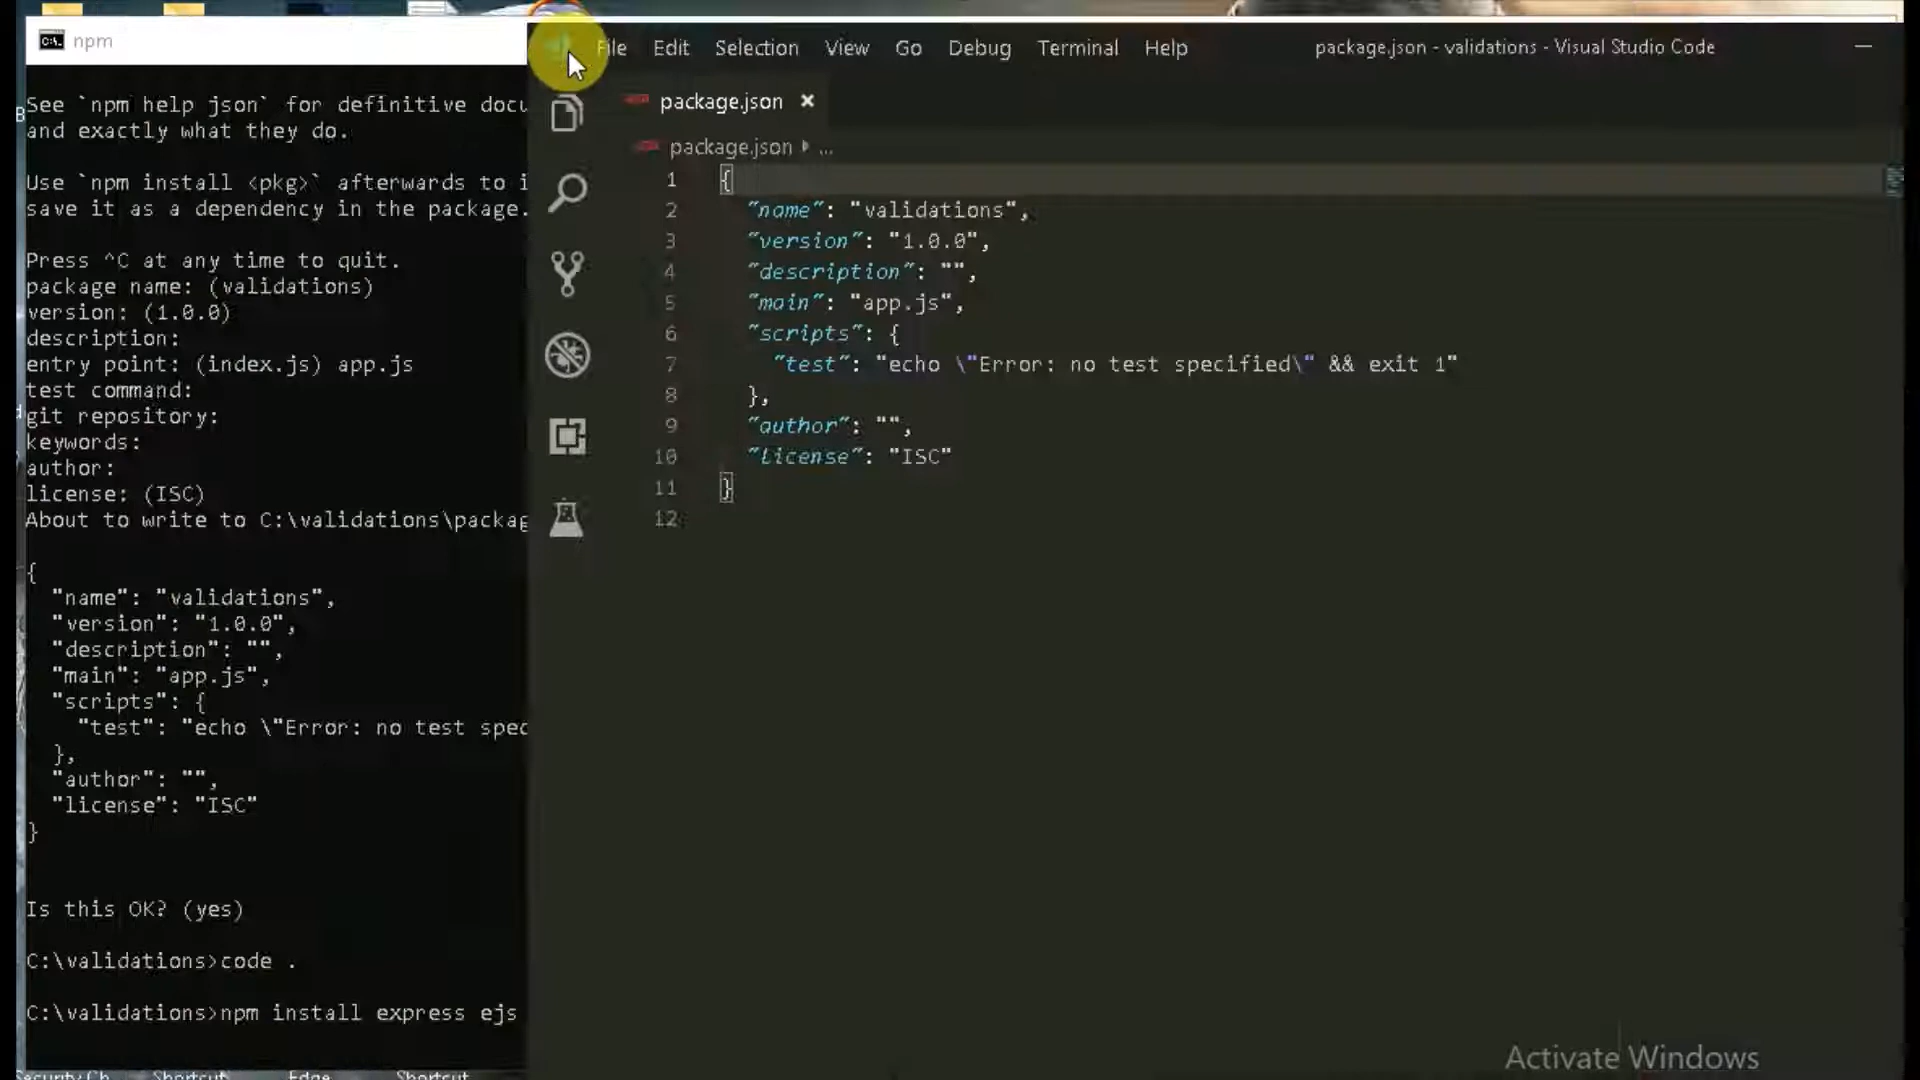 npm
See `npm help json` for definitive docu
and exactly what they do.
Use `npm install <pkg>` afterwards to i
save it as a dependency in the package.
Press ^C at any time to quit.
package name: (validations)
version: (1.0.0)
description:
entry point: (index.js) app.js
test command:
git repository:
keywords:
author:
license: (ISC)
About to write to C:\validations\packag
{
"name": "validations",
"version": "1.0.0",
"description": "",
"main": "app.js",
"scripts": {
"test": "echo \"Error: no test spec
},
"author": "",
"license": "ISC"
}
Is this OK? (yes)
C:\validations>code .
C:\validations>npm install express ejs
File Edit Selection View Go Debug Terminal Help package.json - validations - Visual Studio Code
package.json
package.json ...
1 {
2 "name": "validations",
3 "version": "1.0.0",
4 "description": "",
5 "main": "app.js",
6 "scripts": {
7 "test": "echo \"Error: no test specified\" && exit 1"
8 },
9 "author": "",
10 "license": "ISC"
11 }
12
Activate Windows